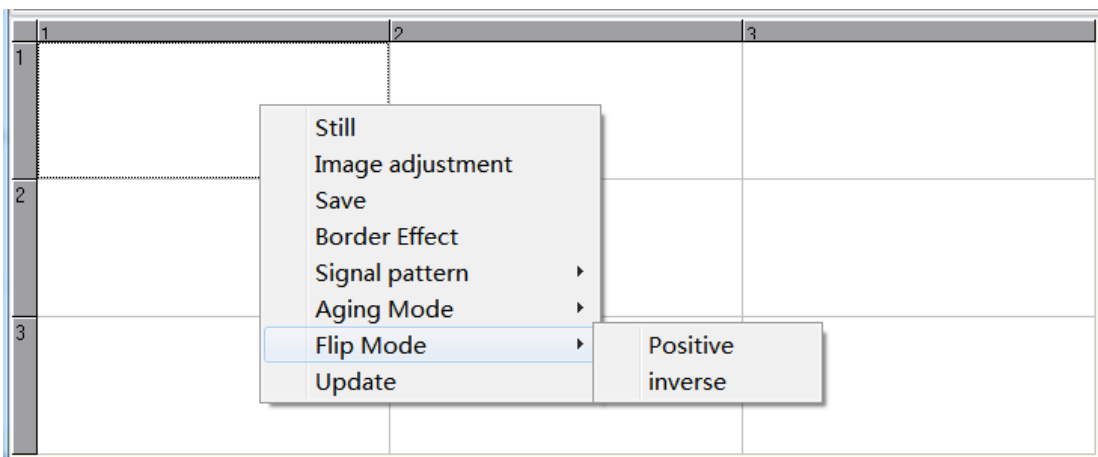 1 2 3
1
Still
Image adjustment
Save
2
Border Effect
Signal pattern
Aging Mode
3
Flip Mode Positive
Update inverse